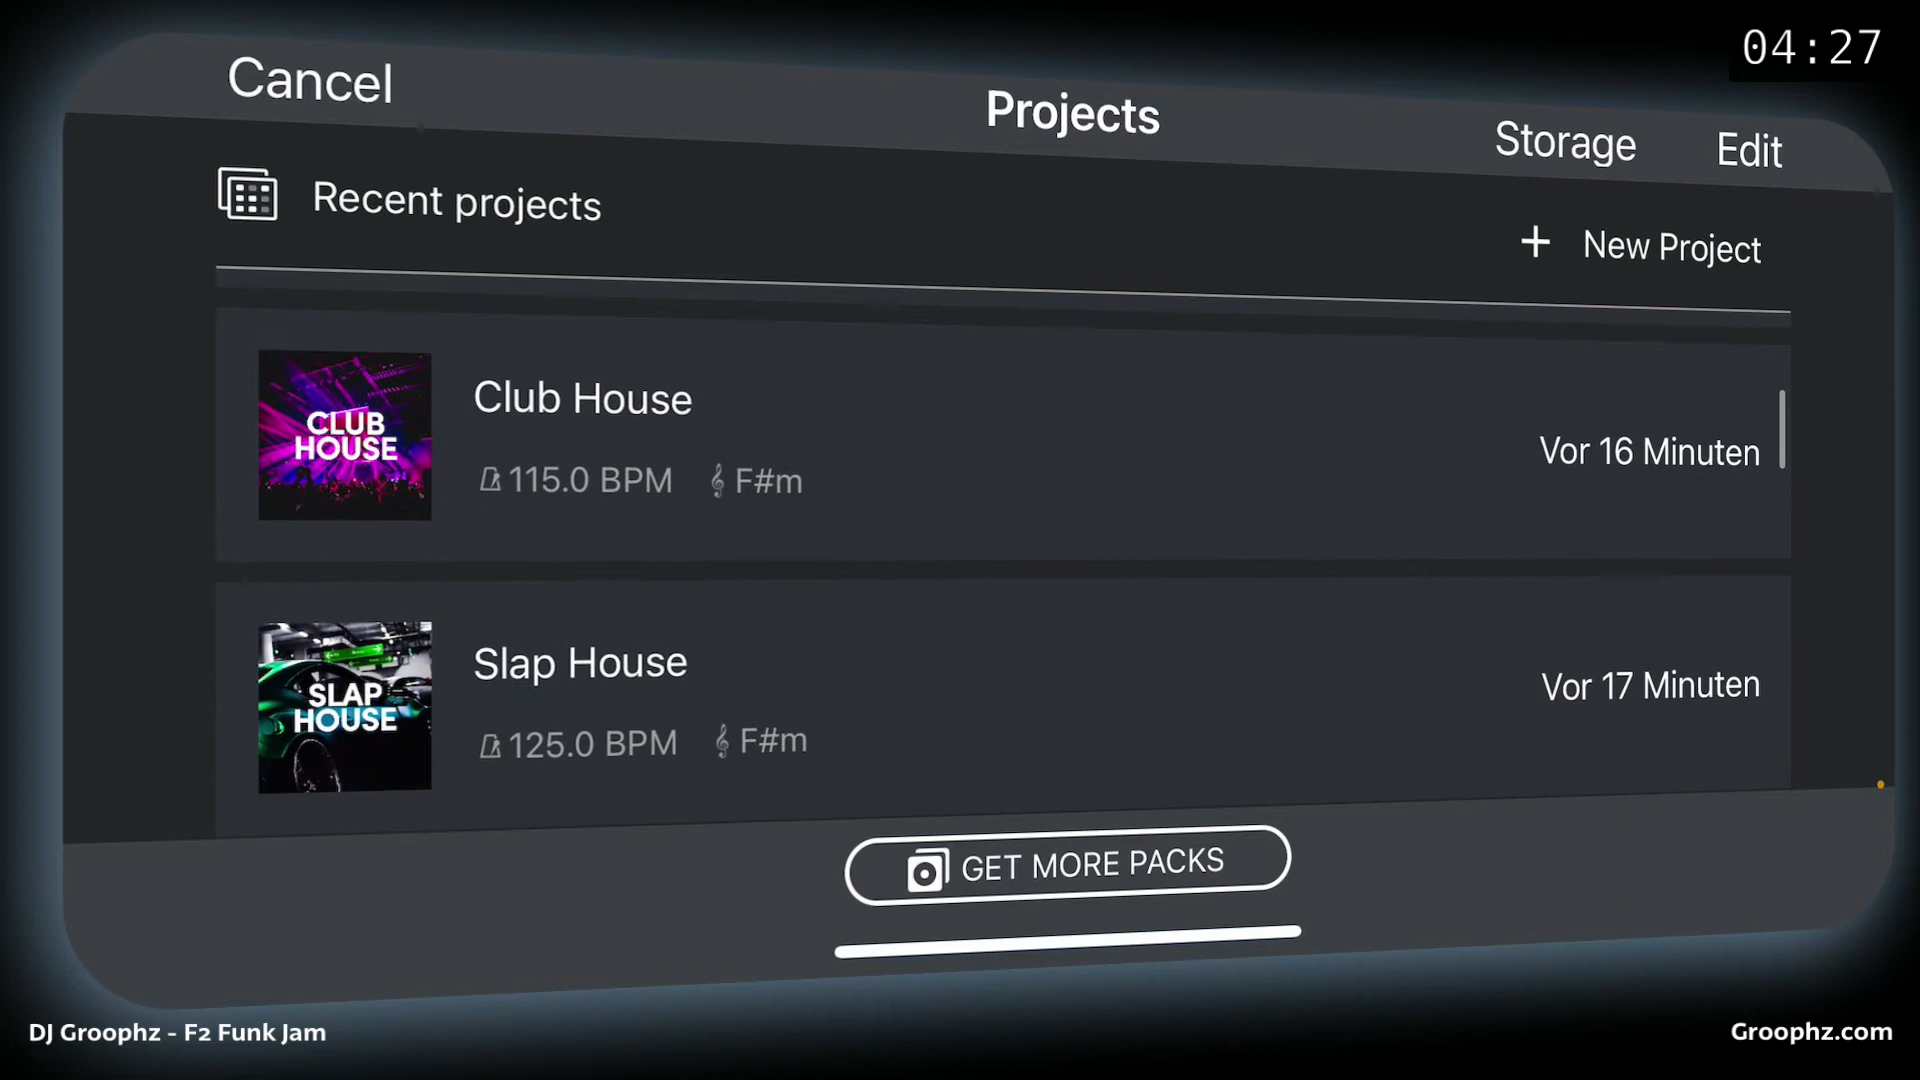 04:27
Cancel
Projects
Storage
Edit
Recent projects
+ New Project
CLUB
HOUSE
Club House
115.0 BPM
F#m
Vor 16 Minuten
SLAP
HOUSE
Slap House
125.0 BPM
F#m
Vor 17 Minuten
GET MORE PACKS
DJ Groophz - F2 Funk Jam
Groophz.com